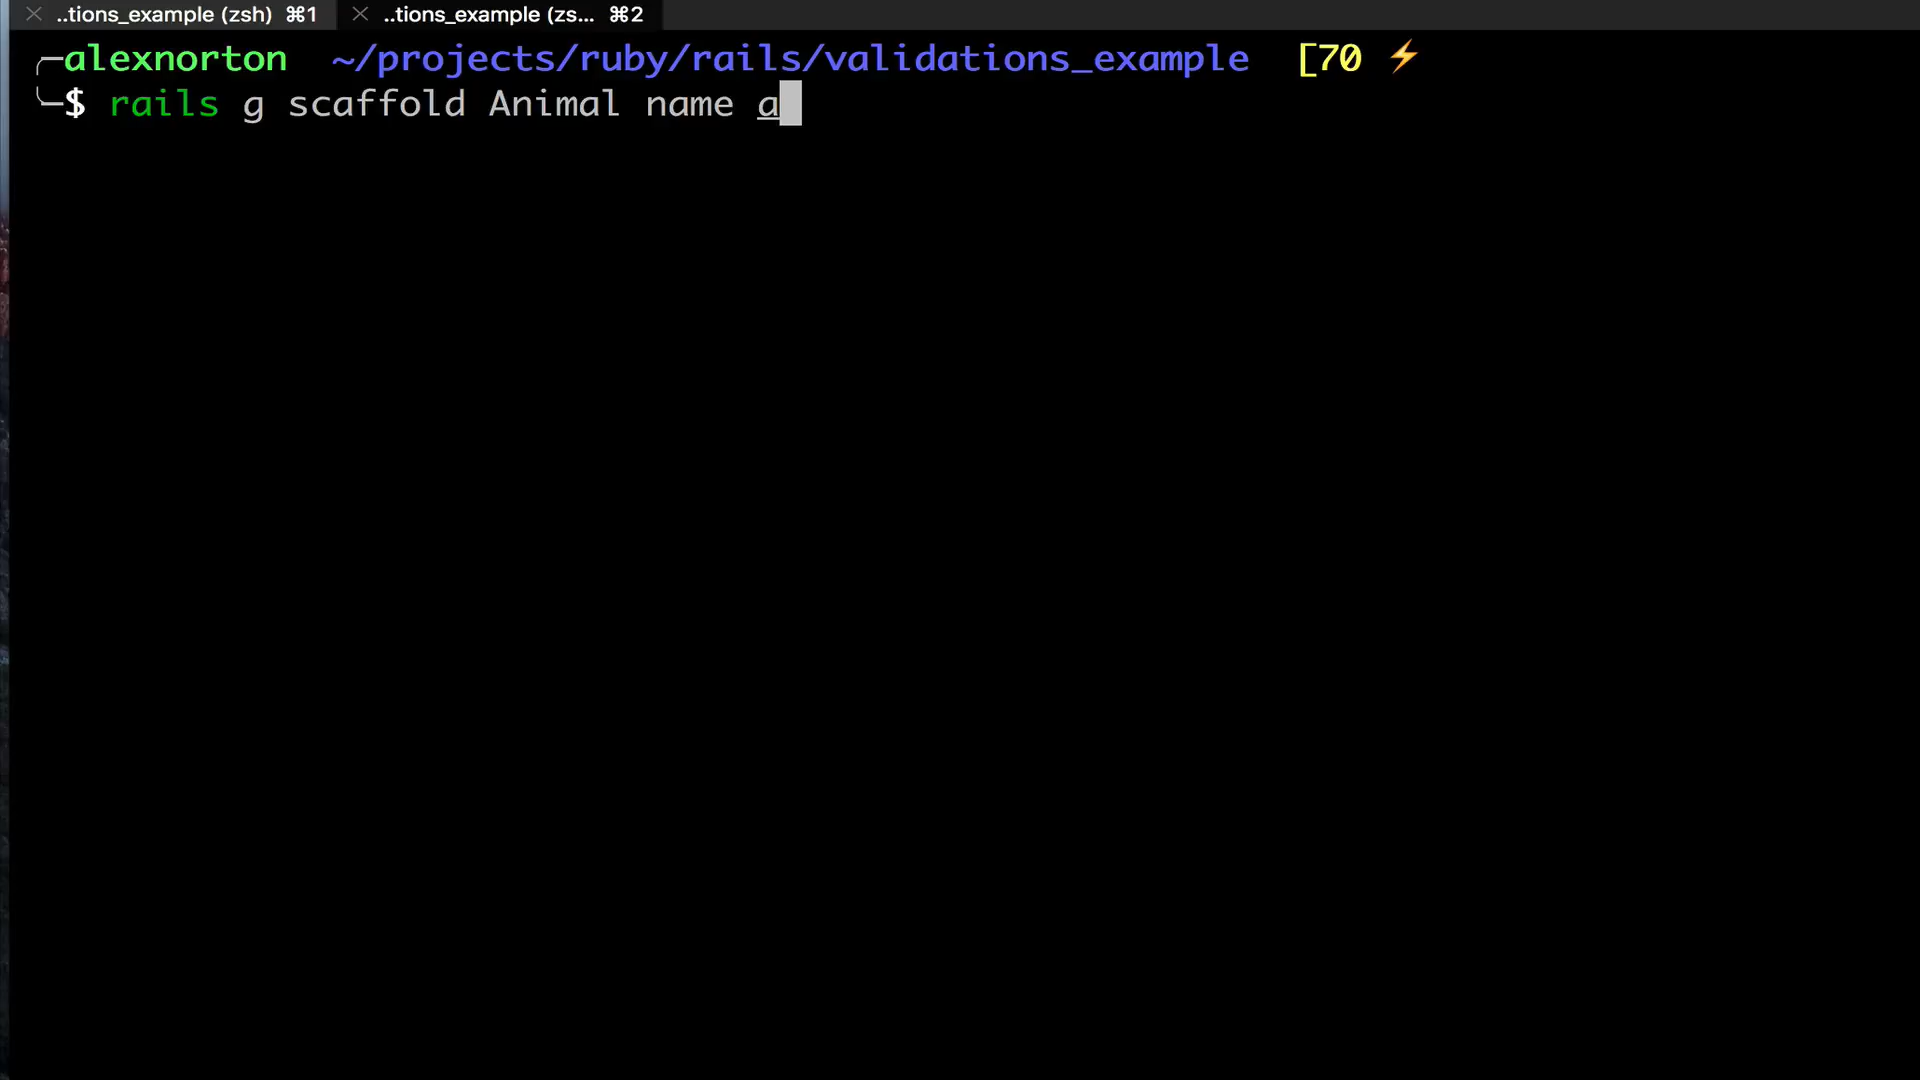 ..tions_example (zsh) ⌘1 ..tions_example (zs... ⌘2
alexnorton ~/projects/ruby/rails/validations_example [70 ⚡
$ rails g scaffold Animal name a